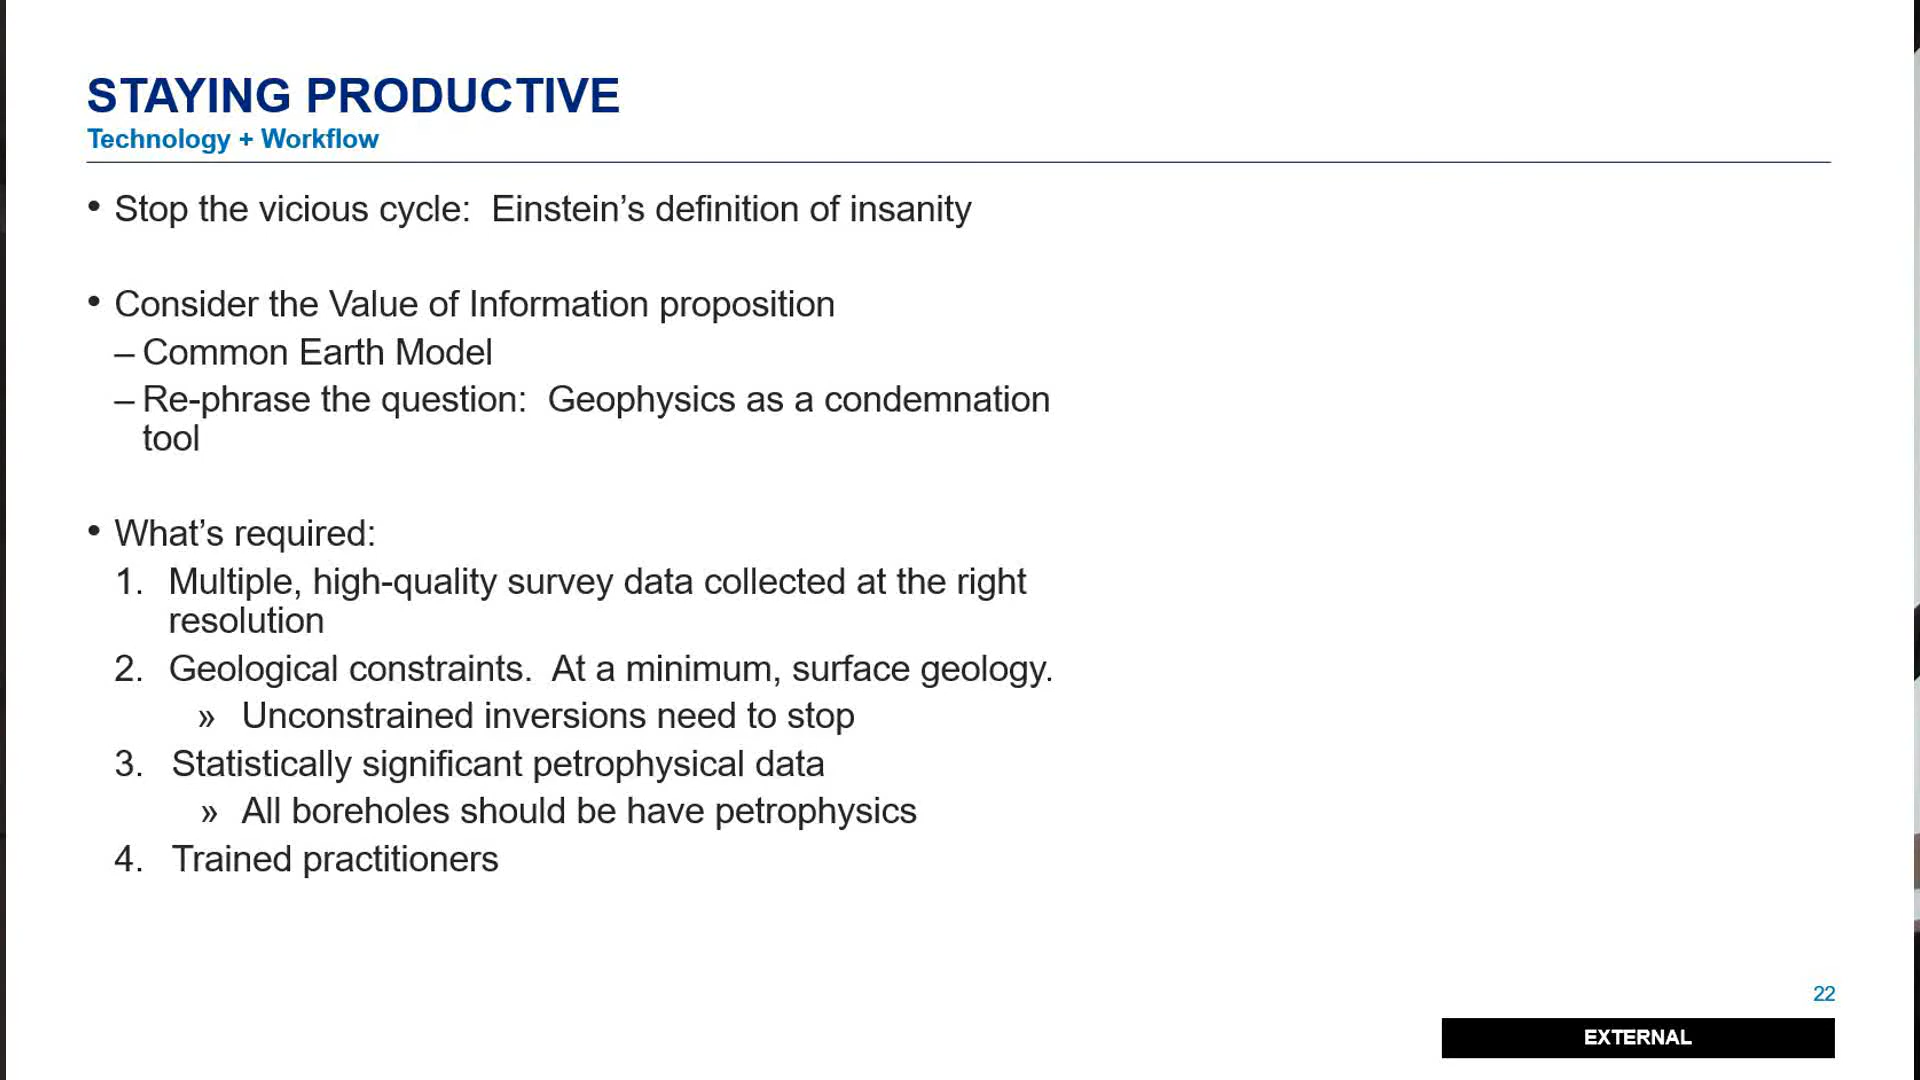 STAYING PRODUCTIVE
Technology + Workflow
• Stop the vicious cycle:  Einstein’s definition of insanity
• Consider the Value of Information proposition
– Common Earth Model
– Re-phrase the question:  Geophysics as a condemnation
tool
• What’s required:
1. Multiple, high-quality survey data collected at the right
resolution
2. Geological constraints.  At a minimum, surface geology.
» Unconstrained inversions need to stop
3. Statistically significant petrophysical data
» All boreholes should be have petrophysics
4. Trained practitioners
22
EXTERNAL